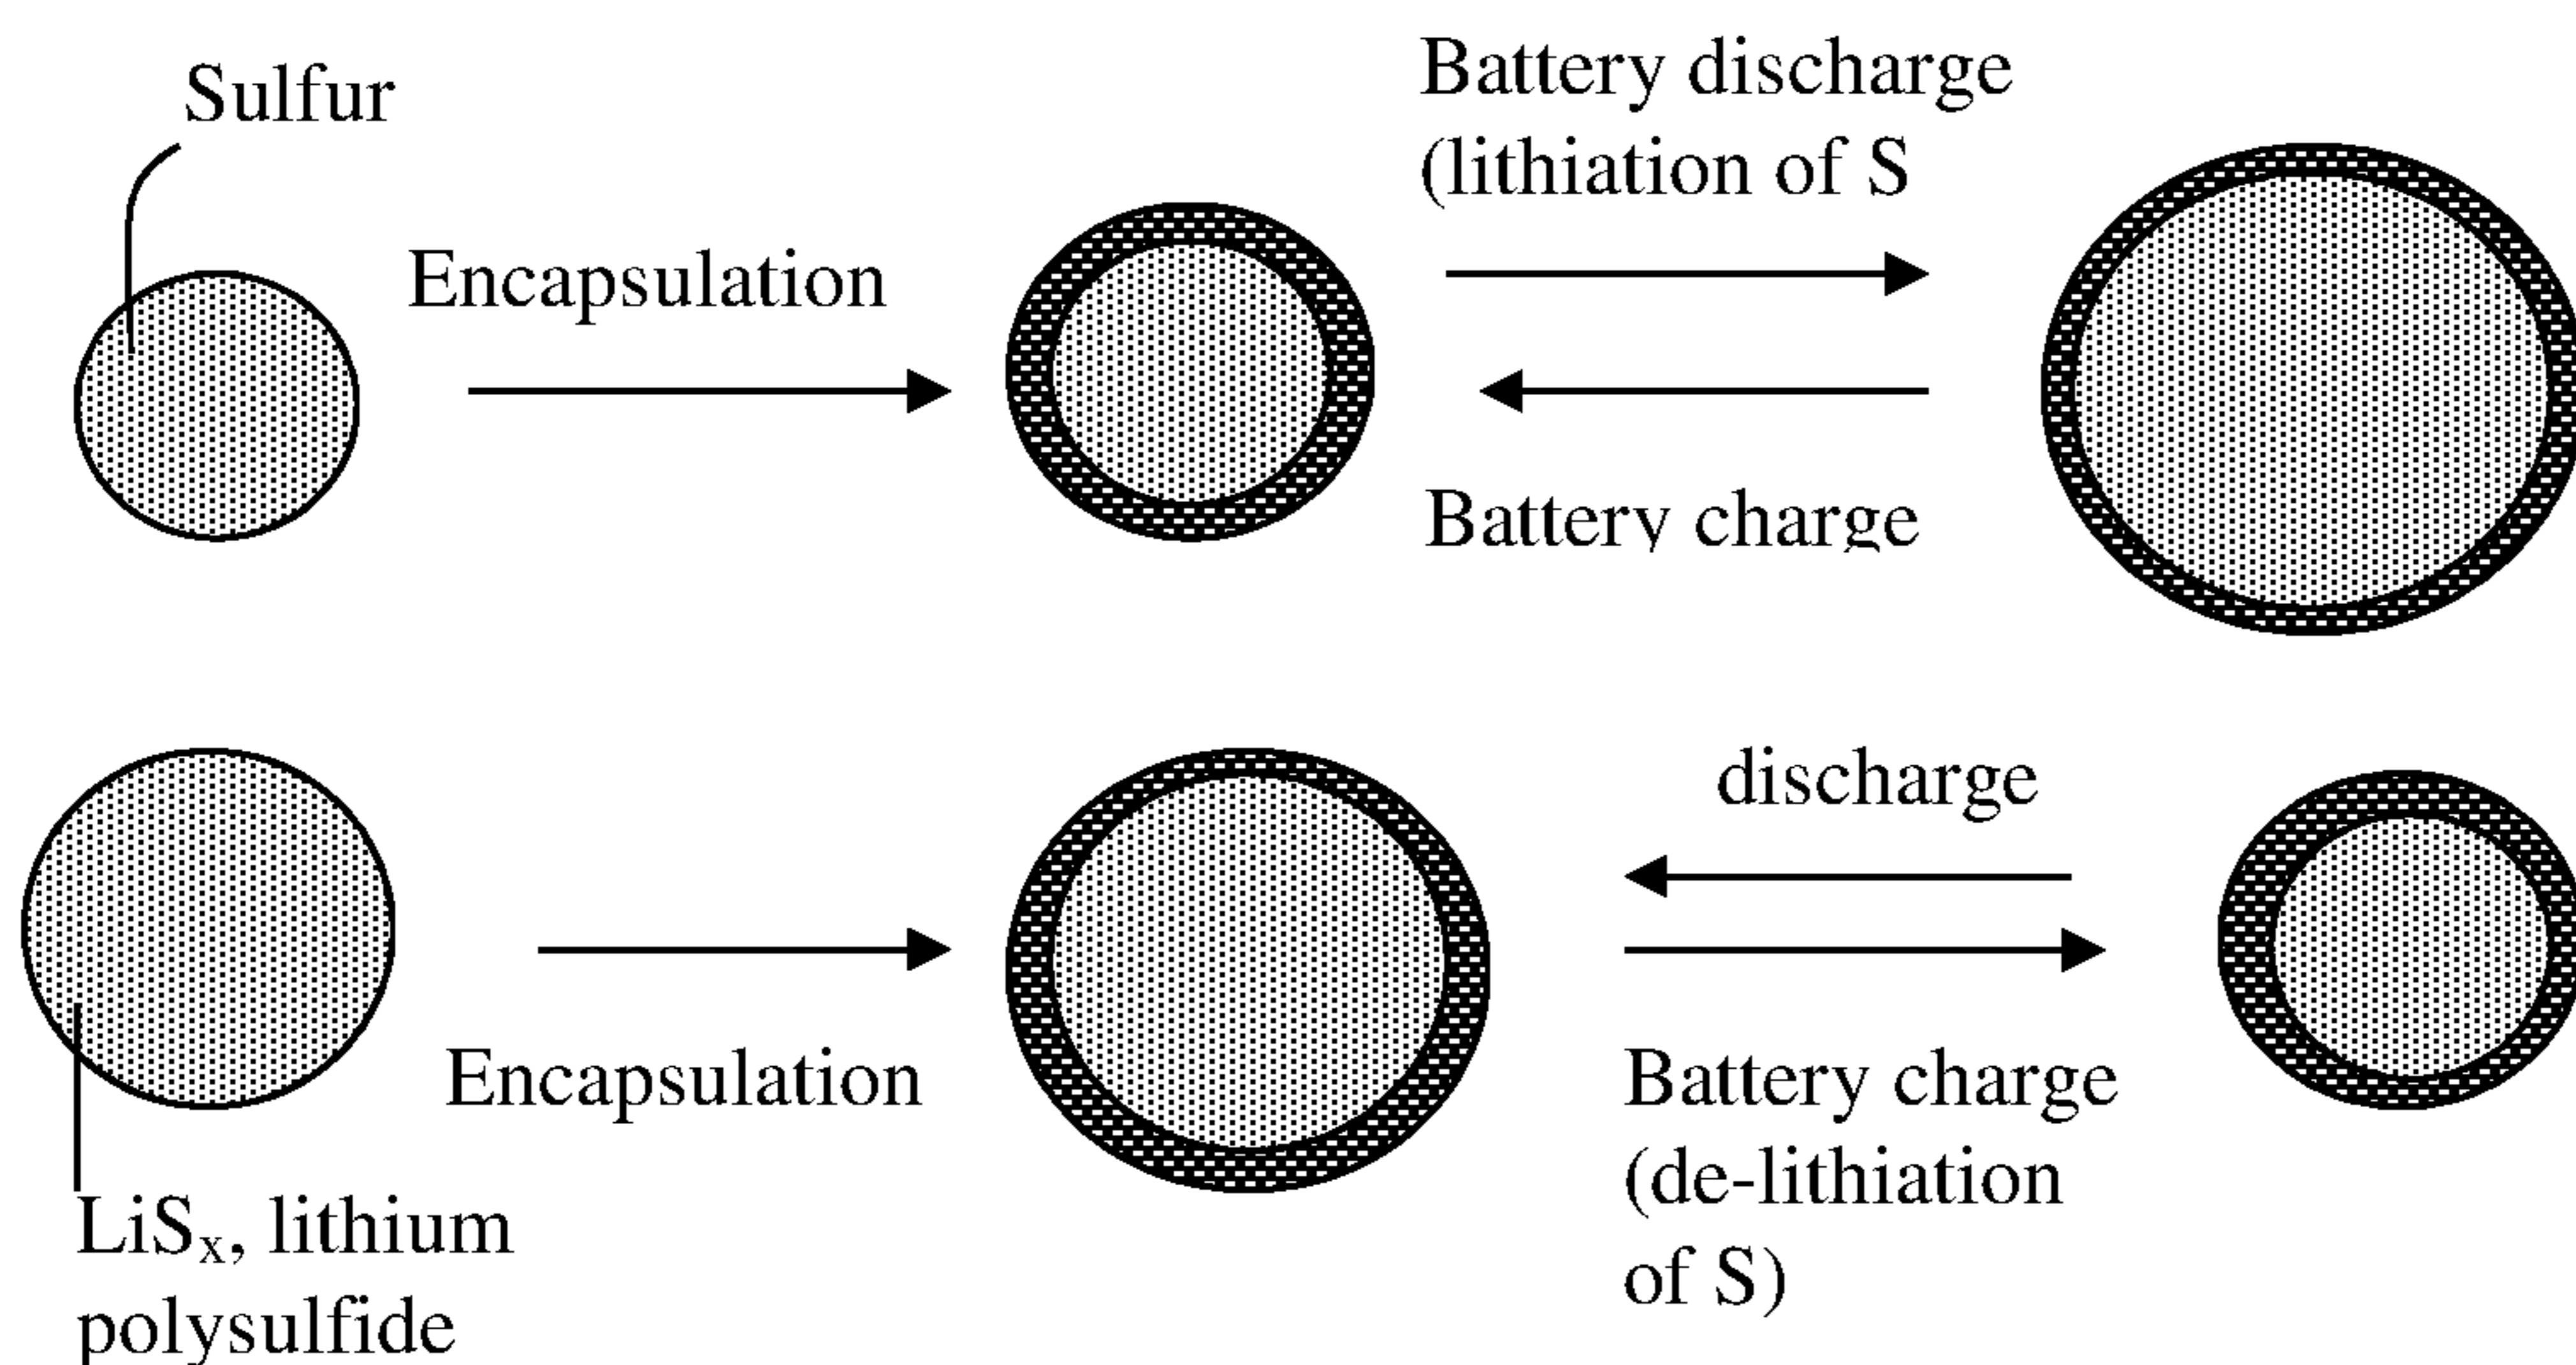 Sulfur
Encapsulation
Battery discharge
(lithiation of S
Battery charge
LiSₓ, lithium
polysulfide
Encapsulation
discharge
Battery charge
(de-lithiation
of S)